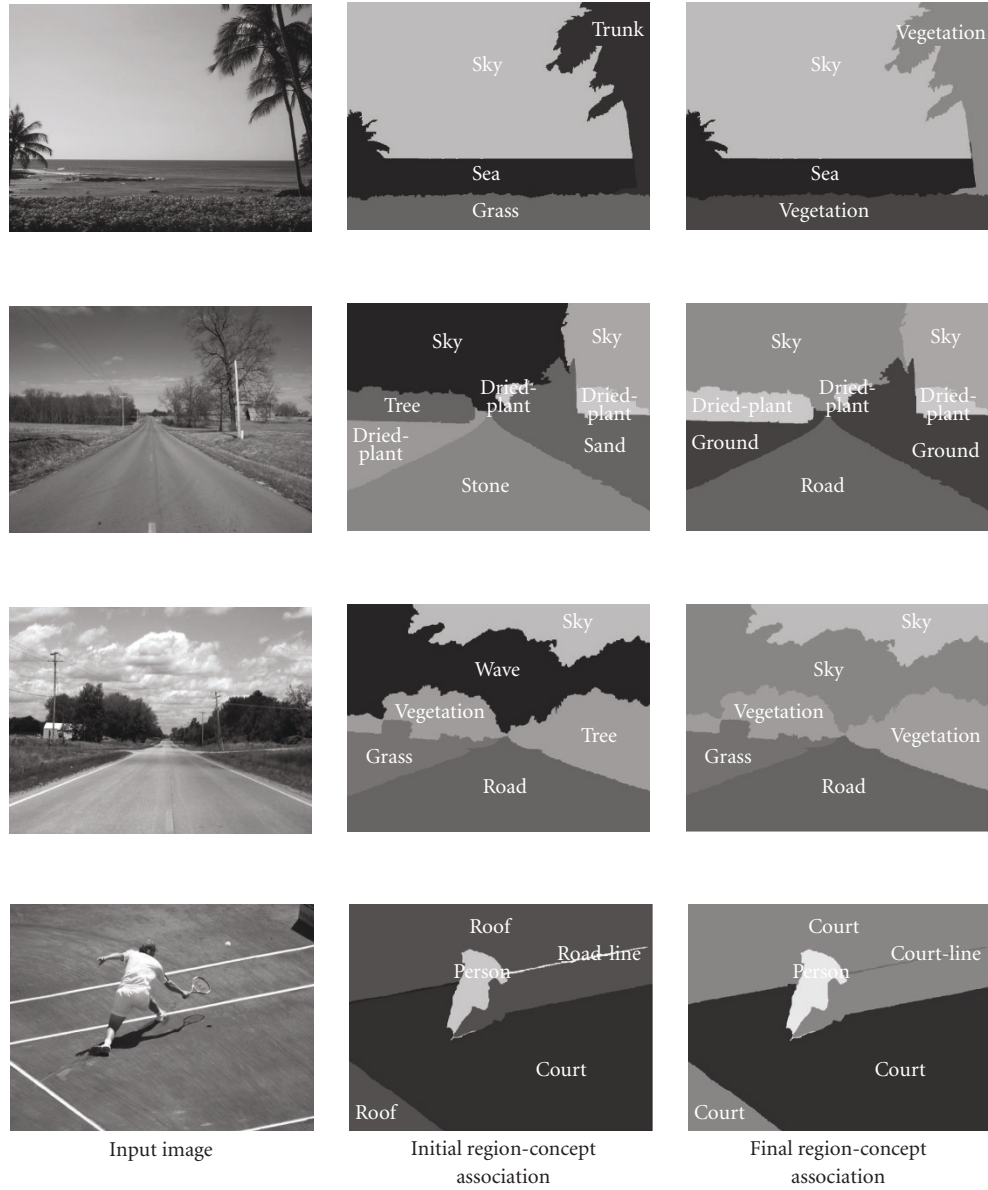 Trunk
Sky
Sea
Grass
Vegetation
Sky
Sea
Vegetation
Sky
Sky
Dried-
plant
Tree
Dried-
plant
Dried-
plant
Sand
Stone
Sky
Sky
Dried-plant
Dried-
plant
Dried-
plant
Ground
Ground
Road
Sky
Wave
Vegetation
Tree
Grass
Road
Sky
Sky
Vegetation
Vegetation
Grass
Road
Roof
Road-line
Person
Court
Roof
Court
Court-line
Person
Court
Court
Input image
Initial region-concept
association
Final region-concept
association